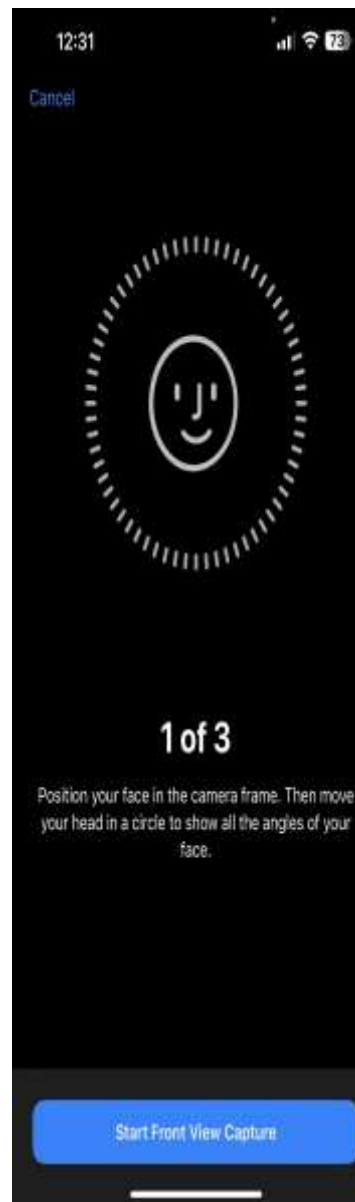 12:31
73
Cancel
1 of 3
Position your face in the camera frame. Then move
your head in a circle to show all the angles of your
face.
Start Front View Capture